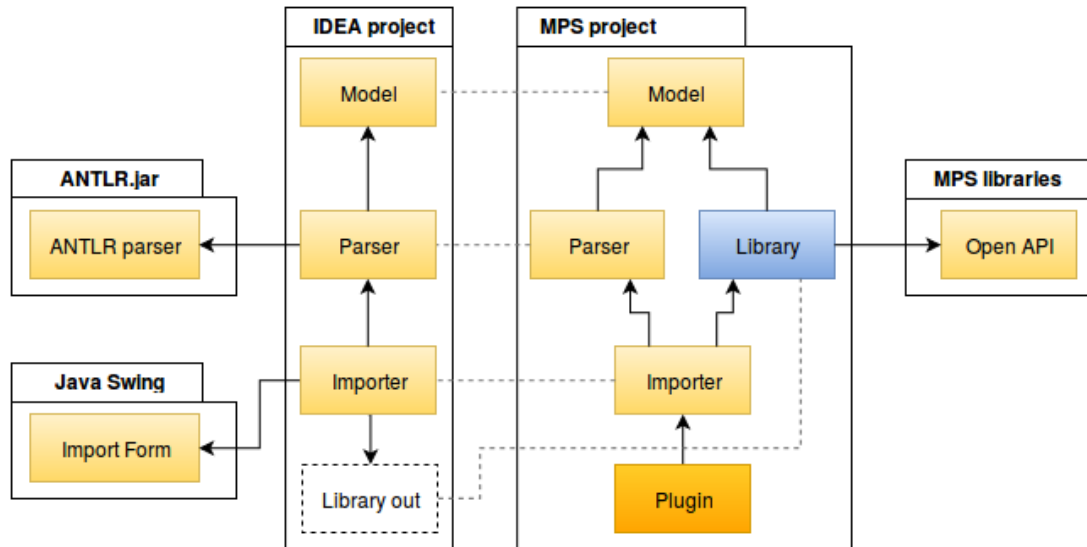 IDEA project
MPS project
Model
Model
ANTLR.jar
MPS libraries
ANTLR parser
Parser
Parser
Library
Open API
Java Swing
Importer
Importer
Import Form
Library out
Plugin